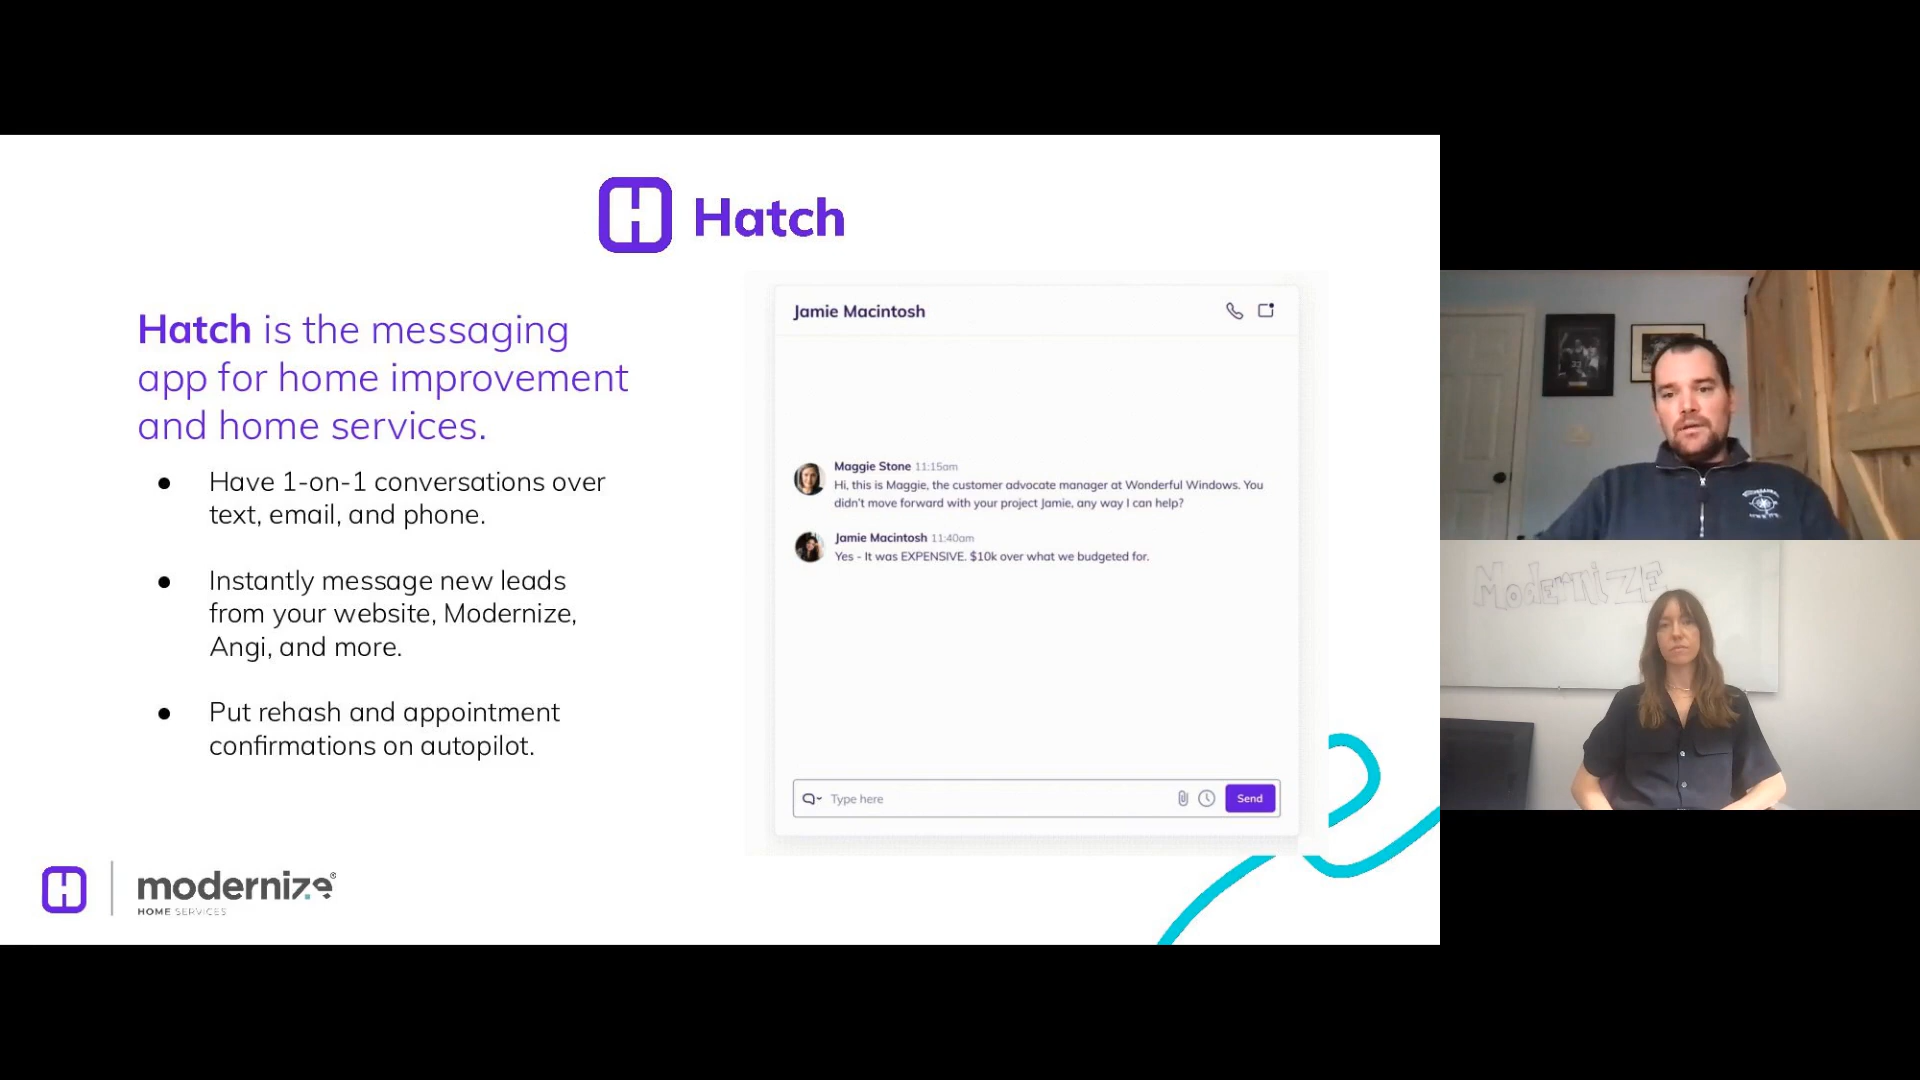 Hatch
Hatch is the messaging
app for home improvement
and home services.
● Have 1-on-1 conversations over
text, email, and phone.
● Instantly message new leads
from your website, Modernize,
Angi, and more.
● Put rehash and appointment
confirmations on autopilot.
Jamie Macintosh
Maggie Stone 11:15am
Hi, this is Maggie, the customer advocate manager at Wonderful Windows. You
didn't move forward with your project Jamie, any way I can help?
Jamie Macintosh 11:40am
Yes - It was EXPENSIVE. $10k over what we budgeted for.
Type here
Send
modernize®
HOME SERVICES
23
ModerniZE